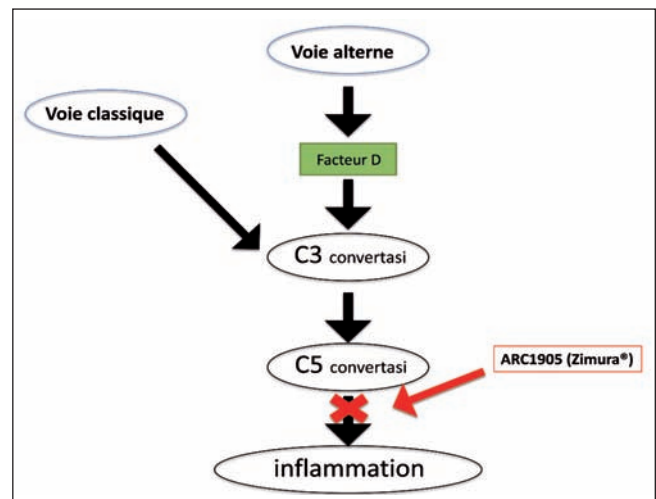 Voie alterne
Voie classique
Facteur D
C3 convertasi
C5 convertasi
ARC1905 (Zimura®)
inflammation